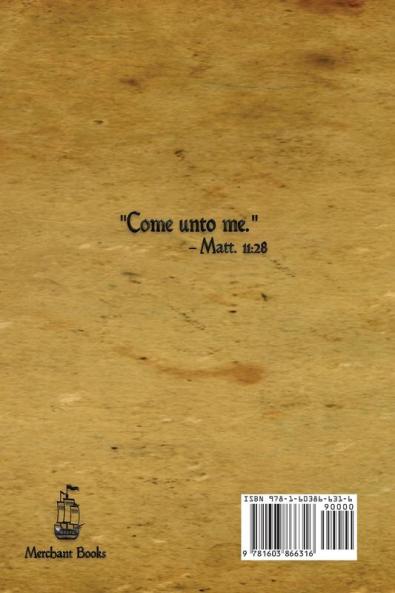 "Come unto me."
– Matt. 11:28
ISBN 978-1-60386-631-6
90000
9 781603 866316
Merchant Books